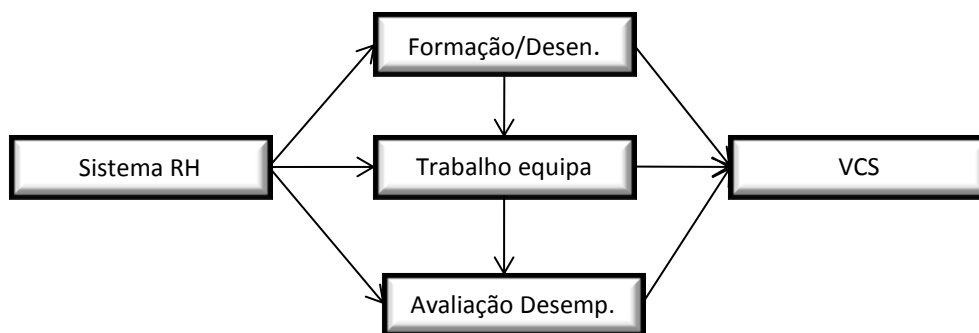 Formação/Desen.
Sistema RH
Trabalho equipa
VCS
Avaliação Desemp.